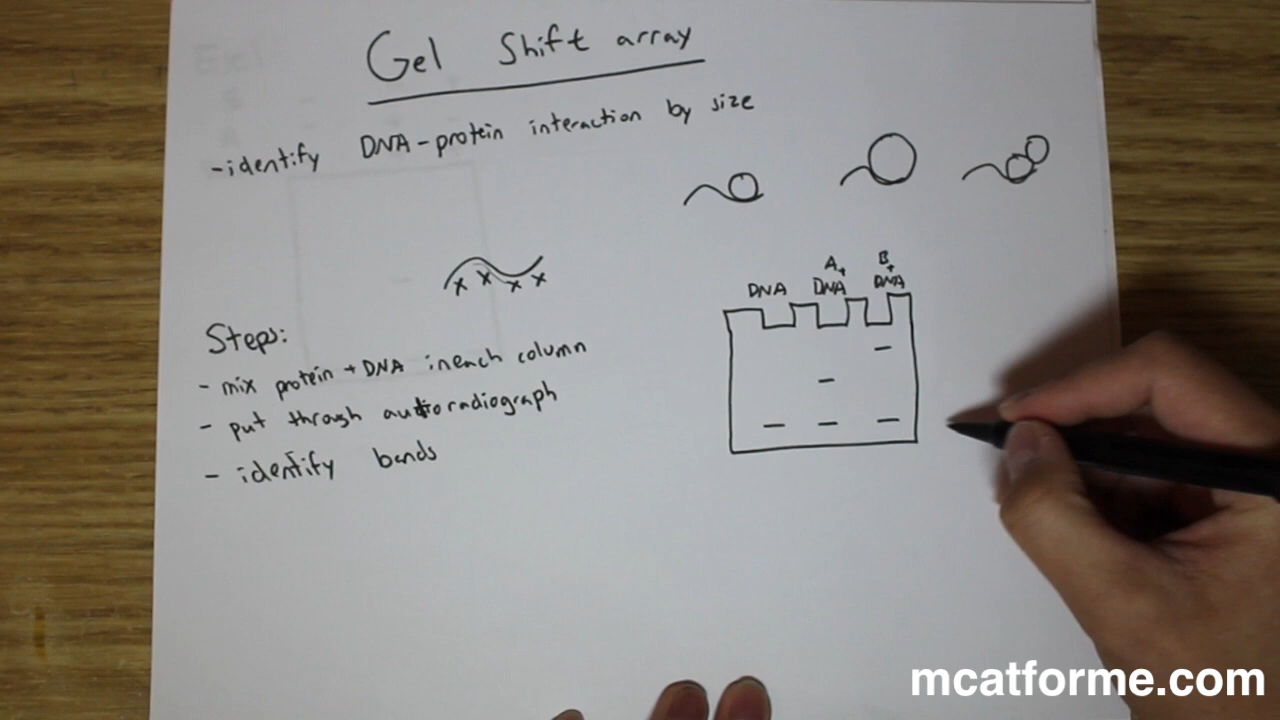 Gel Shift array
- identify DNA - protein interaction by size
A+ B+
DNA DNA DNA
x x x x
Steps:
- mix protein + DNA in each column
- put through autoradiograph
- identify bands
mcatforme.com